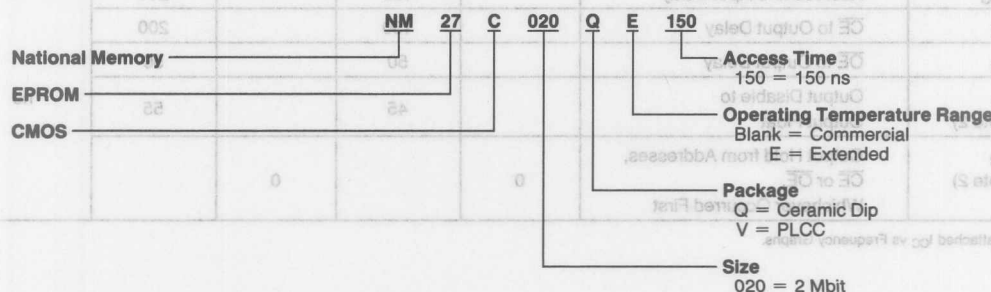 NM 27 C 020 Q E 150
National Memory
EPROM
CMOS
Access Time
150 = 150 ns
Operating Temperature Range
Blank = Commercial
E = Extended
Package
Q = Ceramic Dip
V = PLCC
Size
020 = 2 Mbit